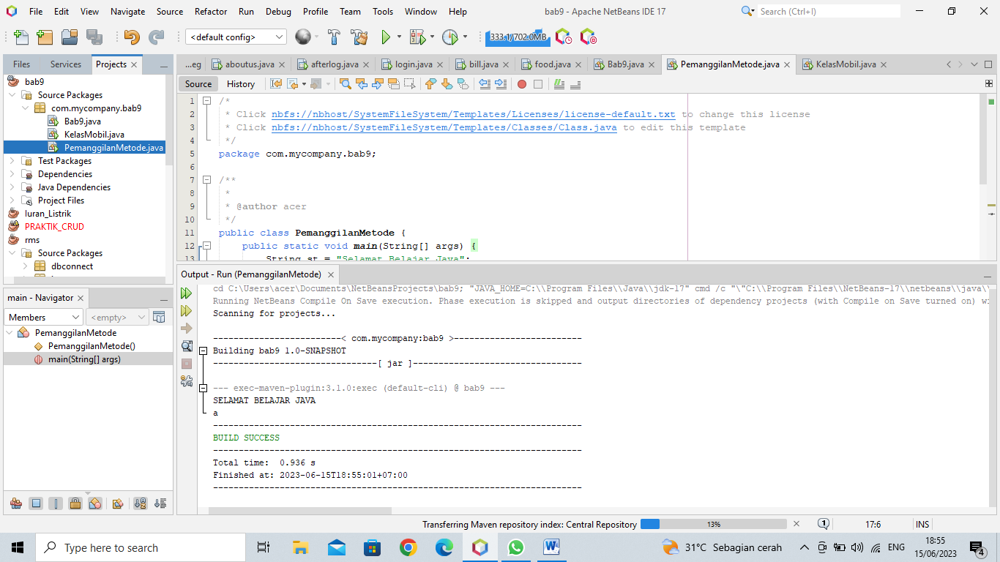 File Edit View Navigate Source Refactor Run Debug Profile Team Tools Window Help
bab9 - Apache NetBeans IDE 17
Search (Ctrl+I)
<default config>
333.1/702.0MB
Files Services Projects
bab9
Source Packages
com.mycompany.bab9
Bab9.java
KelasMobil.java
PemanggilanMetode.java
Test Packages
Dependencies
Java Dependencies
Project Files
Iuran_Listrik
PRAKTIK_CRUD
rms
Source Packages
dbconnect
main - Navigator
Members
<empty>
PemanggilanMetode
PemanggilanMetode()
main(String[] args)
...eg aboutus.java afterlog.java login.java bill.java food.java Bab9.java PemanggilanMetode.java KelasMobil.java
Source History
1 /*
2 * Click nbfs://nbhost/SystemFileSystem/Templates/Licenses/license-default.txt to change this license
3 * Click nbfs://nbhost/SystemFileSystem/Templates/Classes/Class.java to edit this template
4 */
5 package com.mycompany.bab9;
6
7 /**
8 *
9 * @author acer
10 */
11 public class PemanggilanMetode {
12 public static void main(String[] args) {
13 String st = "Selamat Belajar Java";
Output - Run (PemanggilanMetode)
cd C:\Users\acer\Documents\NetBeansProjects\bab9; "JAVA_HOME=C:\\Program Files\\Java\\jdk-17" cmd /c "\"C:\\Program Files\\NetBeans-17\\netbeans\\java\\
Running NetBeans Compile On Save execution. Phase execution is skipped and output directories of dependency projects (with Compile on Save turned on) wi
Scanning for projects...
-------------------------< com.mycompany:bab9 >-------------------------
Building bab9 1.0-SNAPSHOT
--------------------------------[ jar ]---------------------------------
--- exec-maven-plugin:3.1.0:exec (default-cli) @ bab9 ---
SELAMAT BELAJAR JAVA
a
------------------------------------------------------------------------
BUILD SUCCESS
------------------------------------------------------------------------
Total time:  0.936 s
Finished at: 2023-06-15T18:55:01+07:00
------------------------------------------------------------------------
Transferring Maven repository index: Central Repository 13% 1 17:6 INS
Type here to search
31°C Sebagian cerah
ENG
18:55
15/06/2023
4